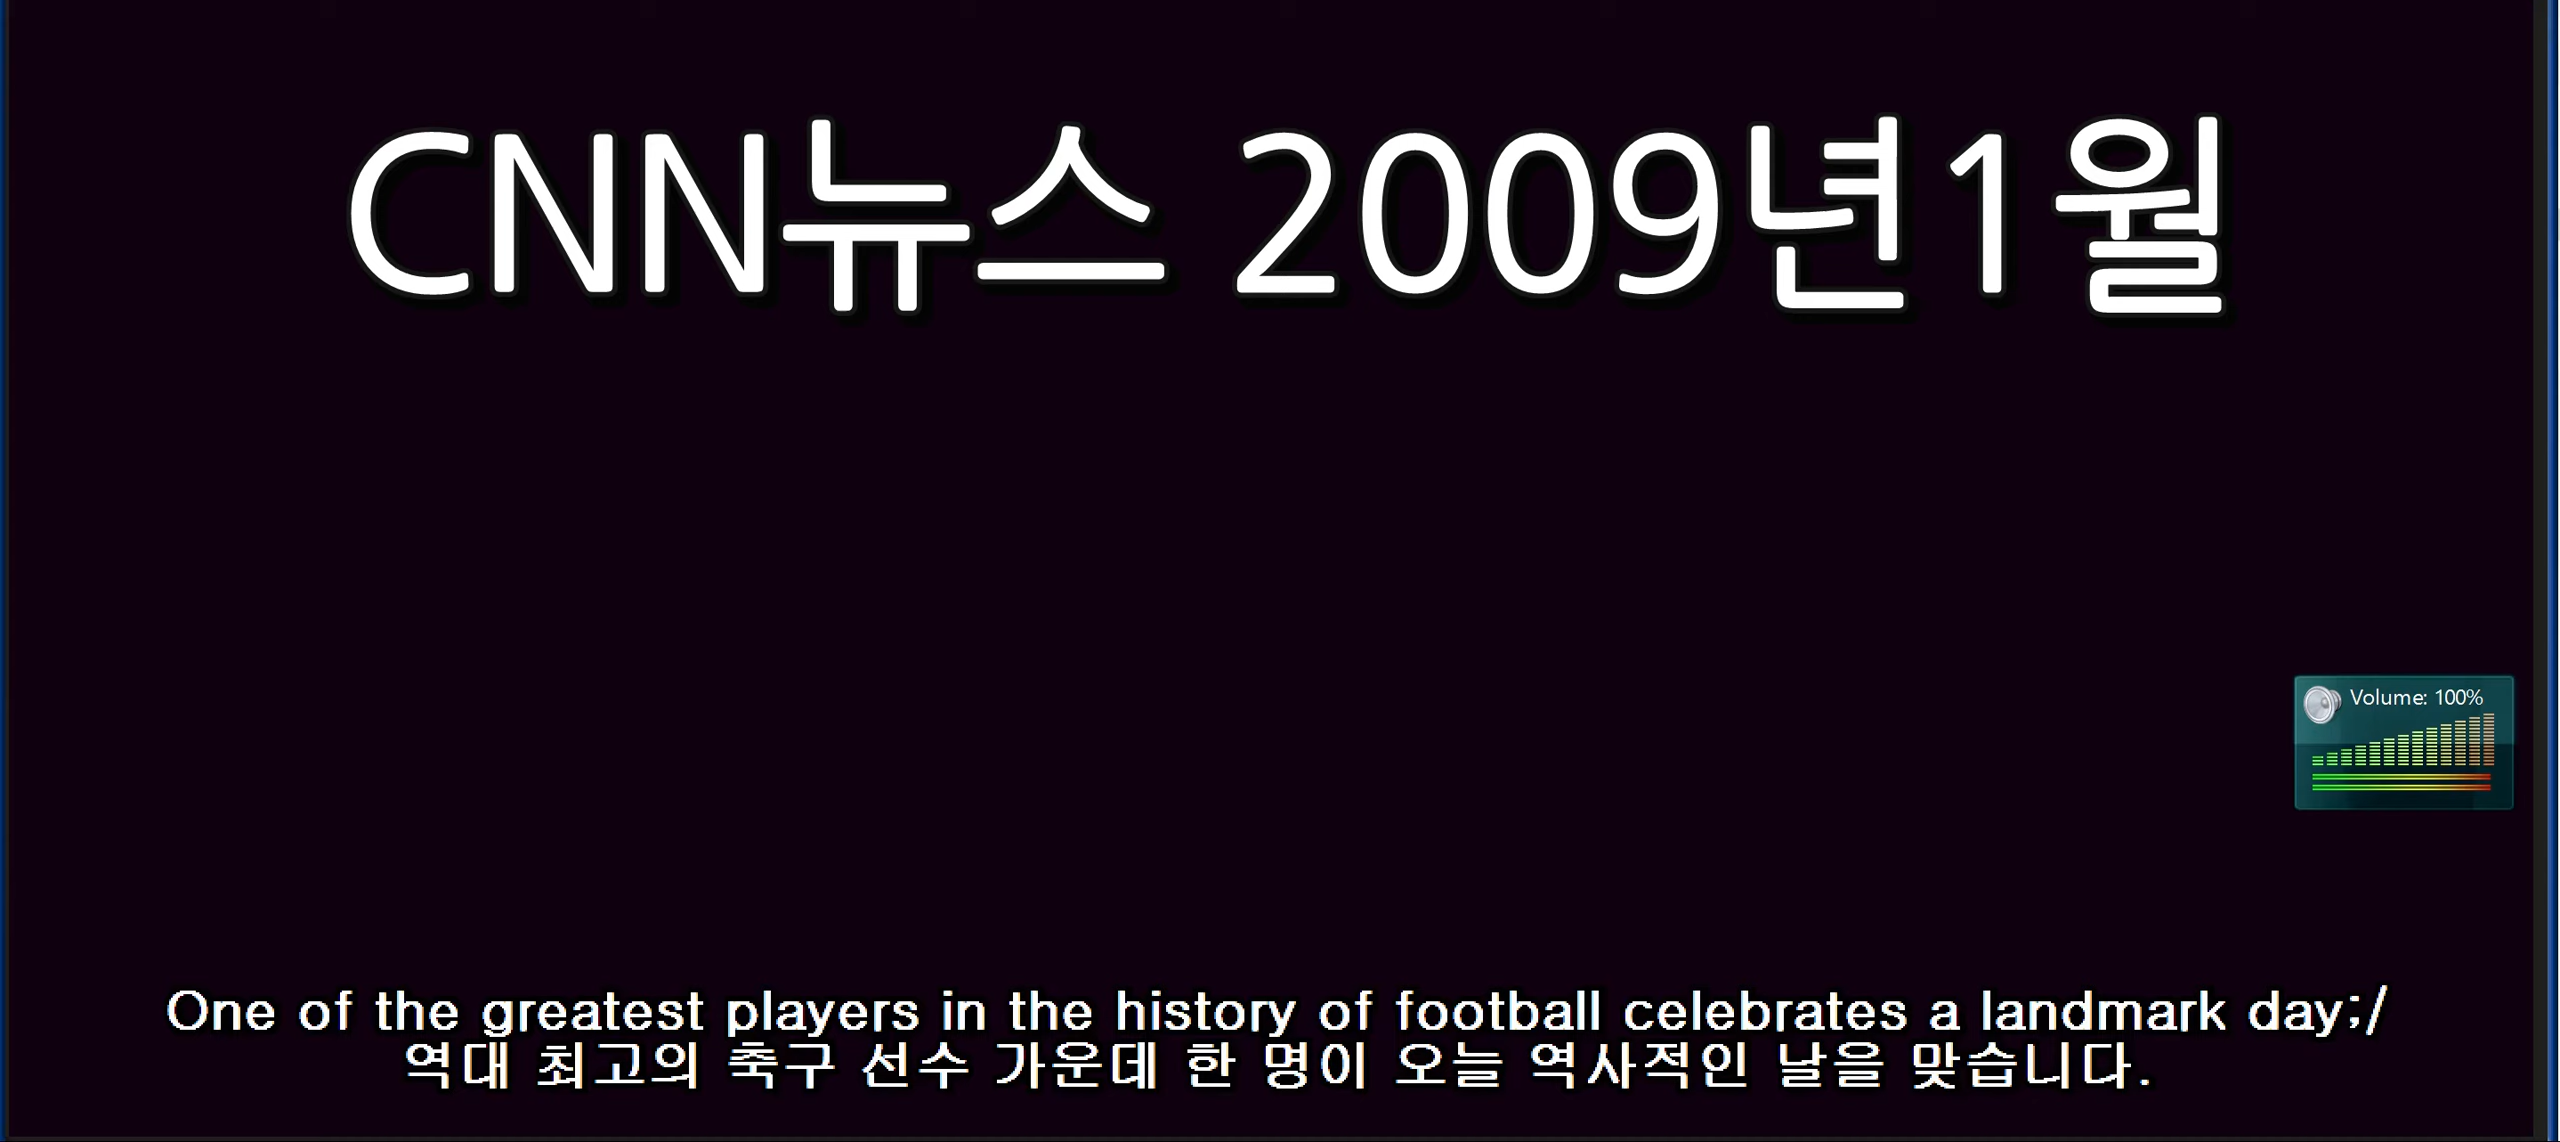 CNN뉴스 2009년1월
Volume: 100%
One of the greatest players in the history of football celebrates a landmark day;/
역대 최고의 축구 선수 가운데 한 명이 오늘 역사적인 날을 맞습니다.